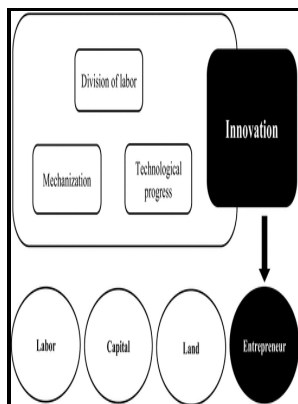 Division of labor
Innovation
Mechanization
Technological
progress
Labor
Capital
Land
Entrepreneur